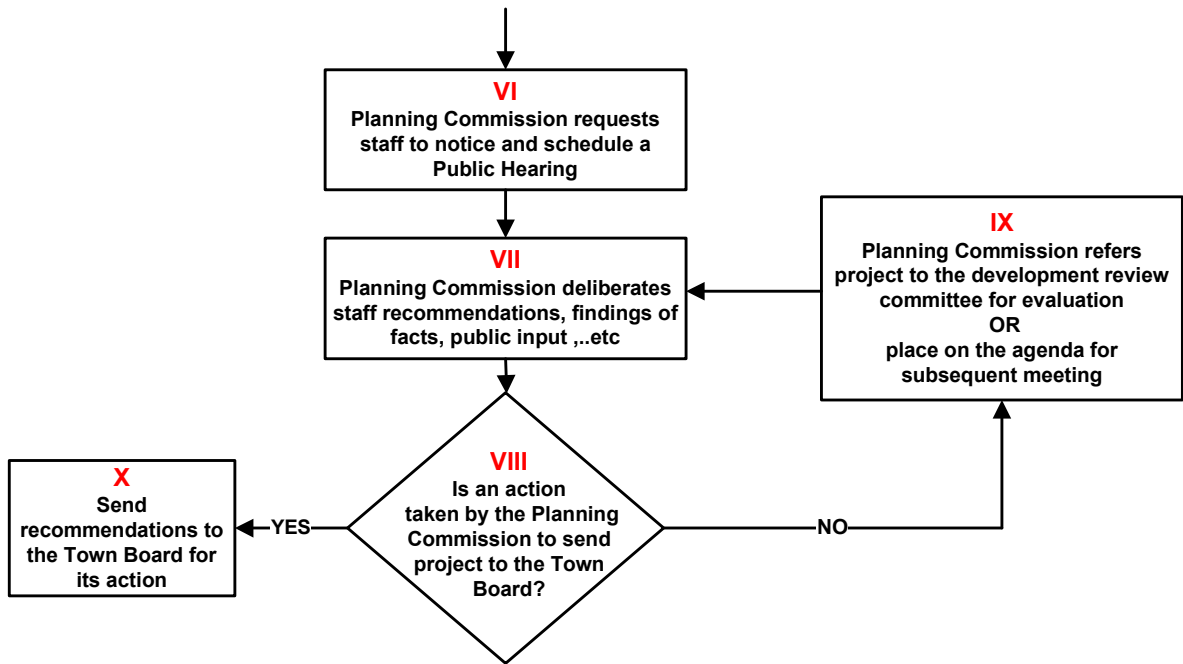 VI
Planning Commission requests
staff to notice and schedule a
Public Hearing
VII
Planning Commission deliberates
staff recommendations, findings of
facts, public input ,..etc
IX
Planning Commission refers
project to the development review
committee for evaluation
OR
place on the agenda for
subsequent meeting
VIII
Is an action
taken by the Planning
Commission to send
project to the Town
Board?
YES
NO
X
Send
recommendations to
the Town Board for
its action